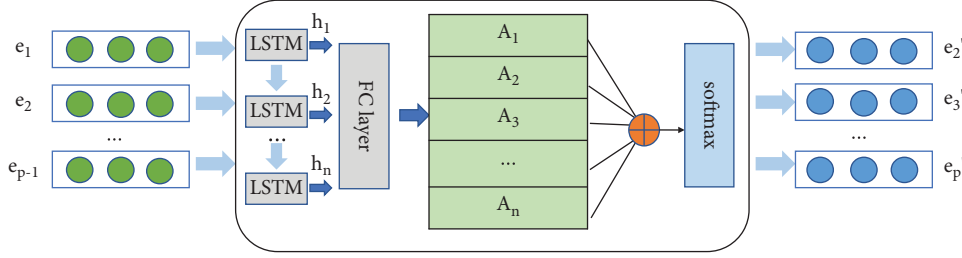 e1
e2
...
ep-1
LSTM
LSTM
...
LSTM
h1
h2
hn
FC layer
A1
A2
A3
...
An
softmax
e2'
e3'
...
ep'